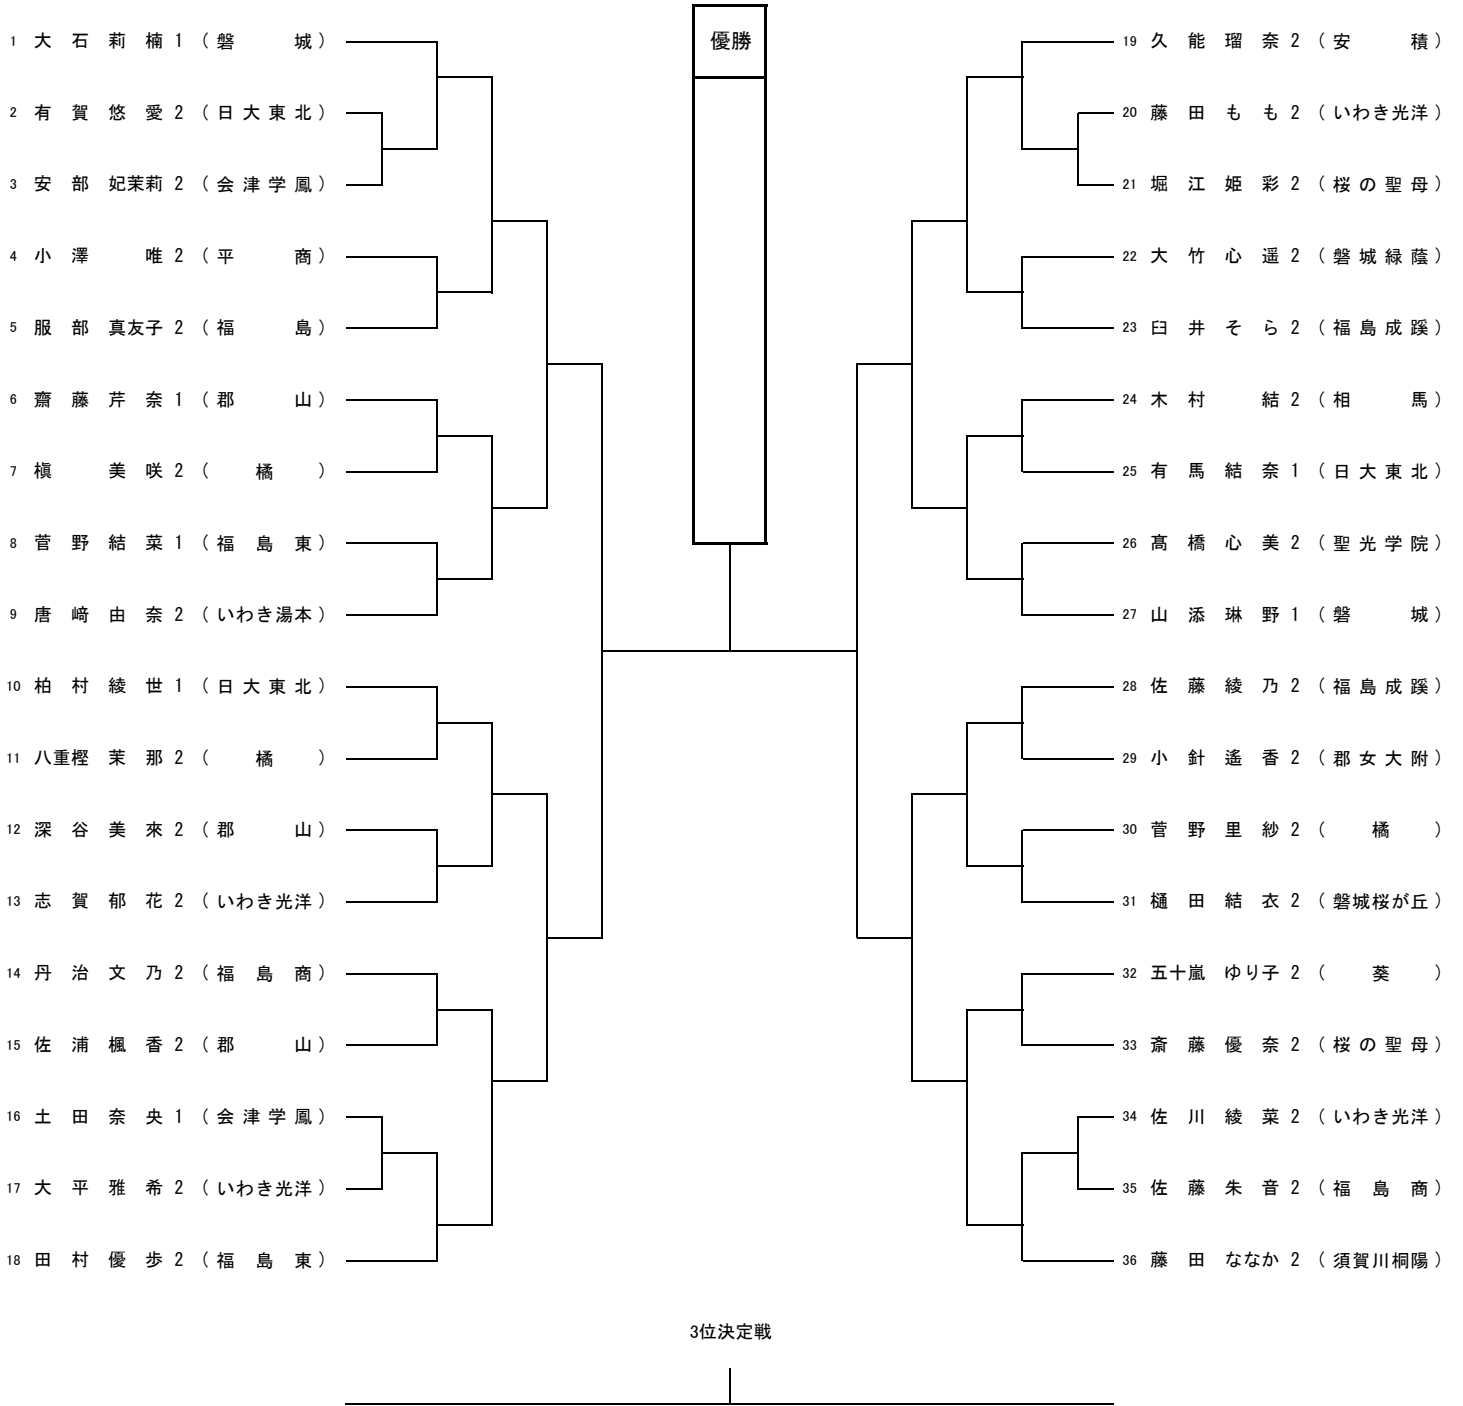 優勝
1 大石莉楠 1 (磐城)
2 有賀悠愛 2 (日大東北)
3 安部妃茉莉 2 (会津学鳳)
4 小澤唯 2 (平商)
5 服部真友子 2 (福島)
6 齋藤芹奈 1 (郡山)
7 槇美咲 2 (橘)
8 菅野結菜 1 (福島東)
9 唐﨑由奈 2 (いわき湯本)
10 柏村綾世 1 (日大東北)
11 八重樫茉那 2 (橘)
12 深谷美來 2 (郡山)
13 志賀郁花 2 (いわき光洋)
14 丹治文乃 2 (福島商)
15 佐浦楓香 2 (郡山)
16 土田奈央 1 (会津学鳳)
17 大平雅希 2 (いわき光洋)
18 田村優歩 2 (福島東)
19 久能瑠奈 2 (安積)
20 藤田もも 2 (いわき光洋)
21 堀江姫彩 2 (桜の聖母)
22 大竹心遥 2 (磐城緑蔭)
23 臼井そら 2 (福島成蹊)
24 木村結 2 (相馬)
25 有馬結奈 1 (日大東北)
26 髙橋心美 2 (聖光学院)
27 山添琳野 1 (磐城)
28 佐藤綾乃 2 (福島成蹊)
29 小針遙香 2 (郡女大附)
30 菅野里紗 2 (橘)
31 樋田結衣 2 (磐城桜が丘)
32 五十嵐ゆり子 2 (葵)
33 斎藤優奈 2 (桜の聖母)
34 佐川綾菜 2 (いわき光洋)
35 佐藤朱音 2 (福島商)
36 藤田ななか 2 (須賀川桐陽)
3位決定戦